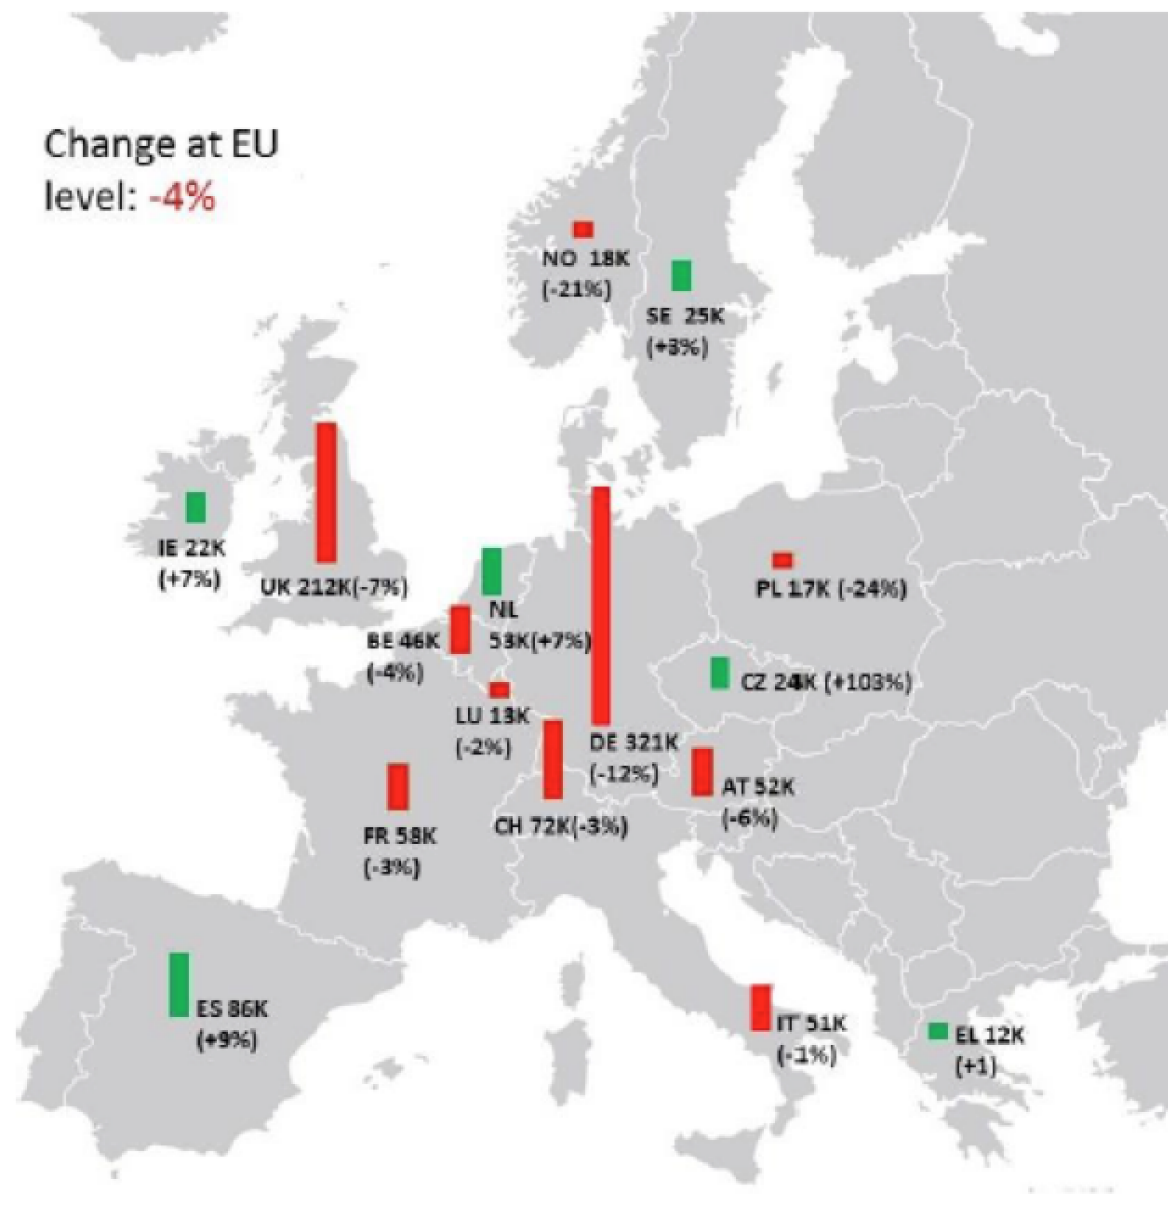 Change at EU
level: -4%
NO 18K
(-21%)
SE 25K
(+3%)
IE 22K
(+7%)
UK 212K(-7%)
NL
53K(+7%)
BE 46K
(-4%)
PL 17K (-24%)
CZ 24K (+103%)
LU 13K
(-2%)
DE 321K
(-12%)
AT 52K
(-6%)
CH 72K(-3%)
FR 58K
(-3%)
ES 86K
(+9%)
IT 51K
(-1%)
EL 12K
(+1)